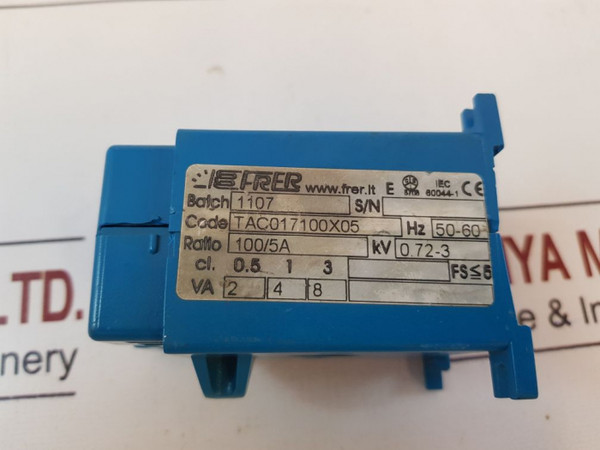 FRER www.frer.it E IEC 60044-1 CE
Batch 1107 S/N
Code TAC017100X05 Hz 50-60
Ratio 100/5A kV 0.72-3
cl. 0.5 1 3 FS≤5
VA 2 4 8
LTD.
YA M
& In